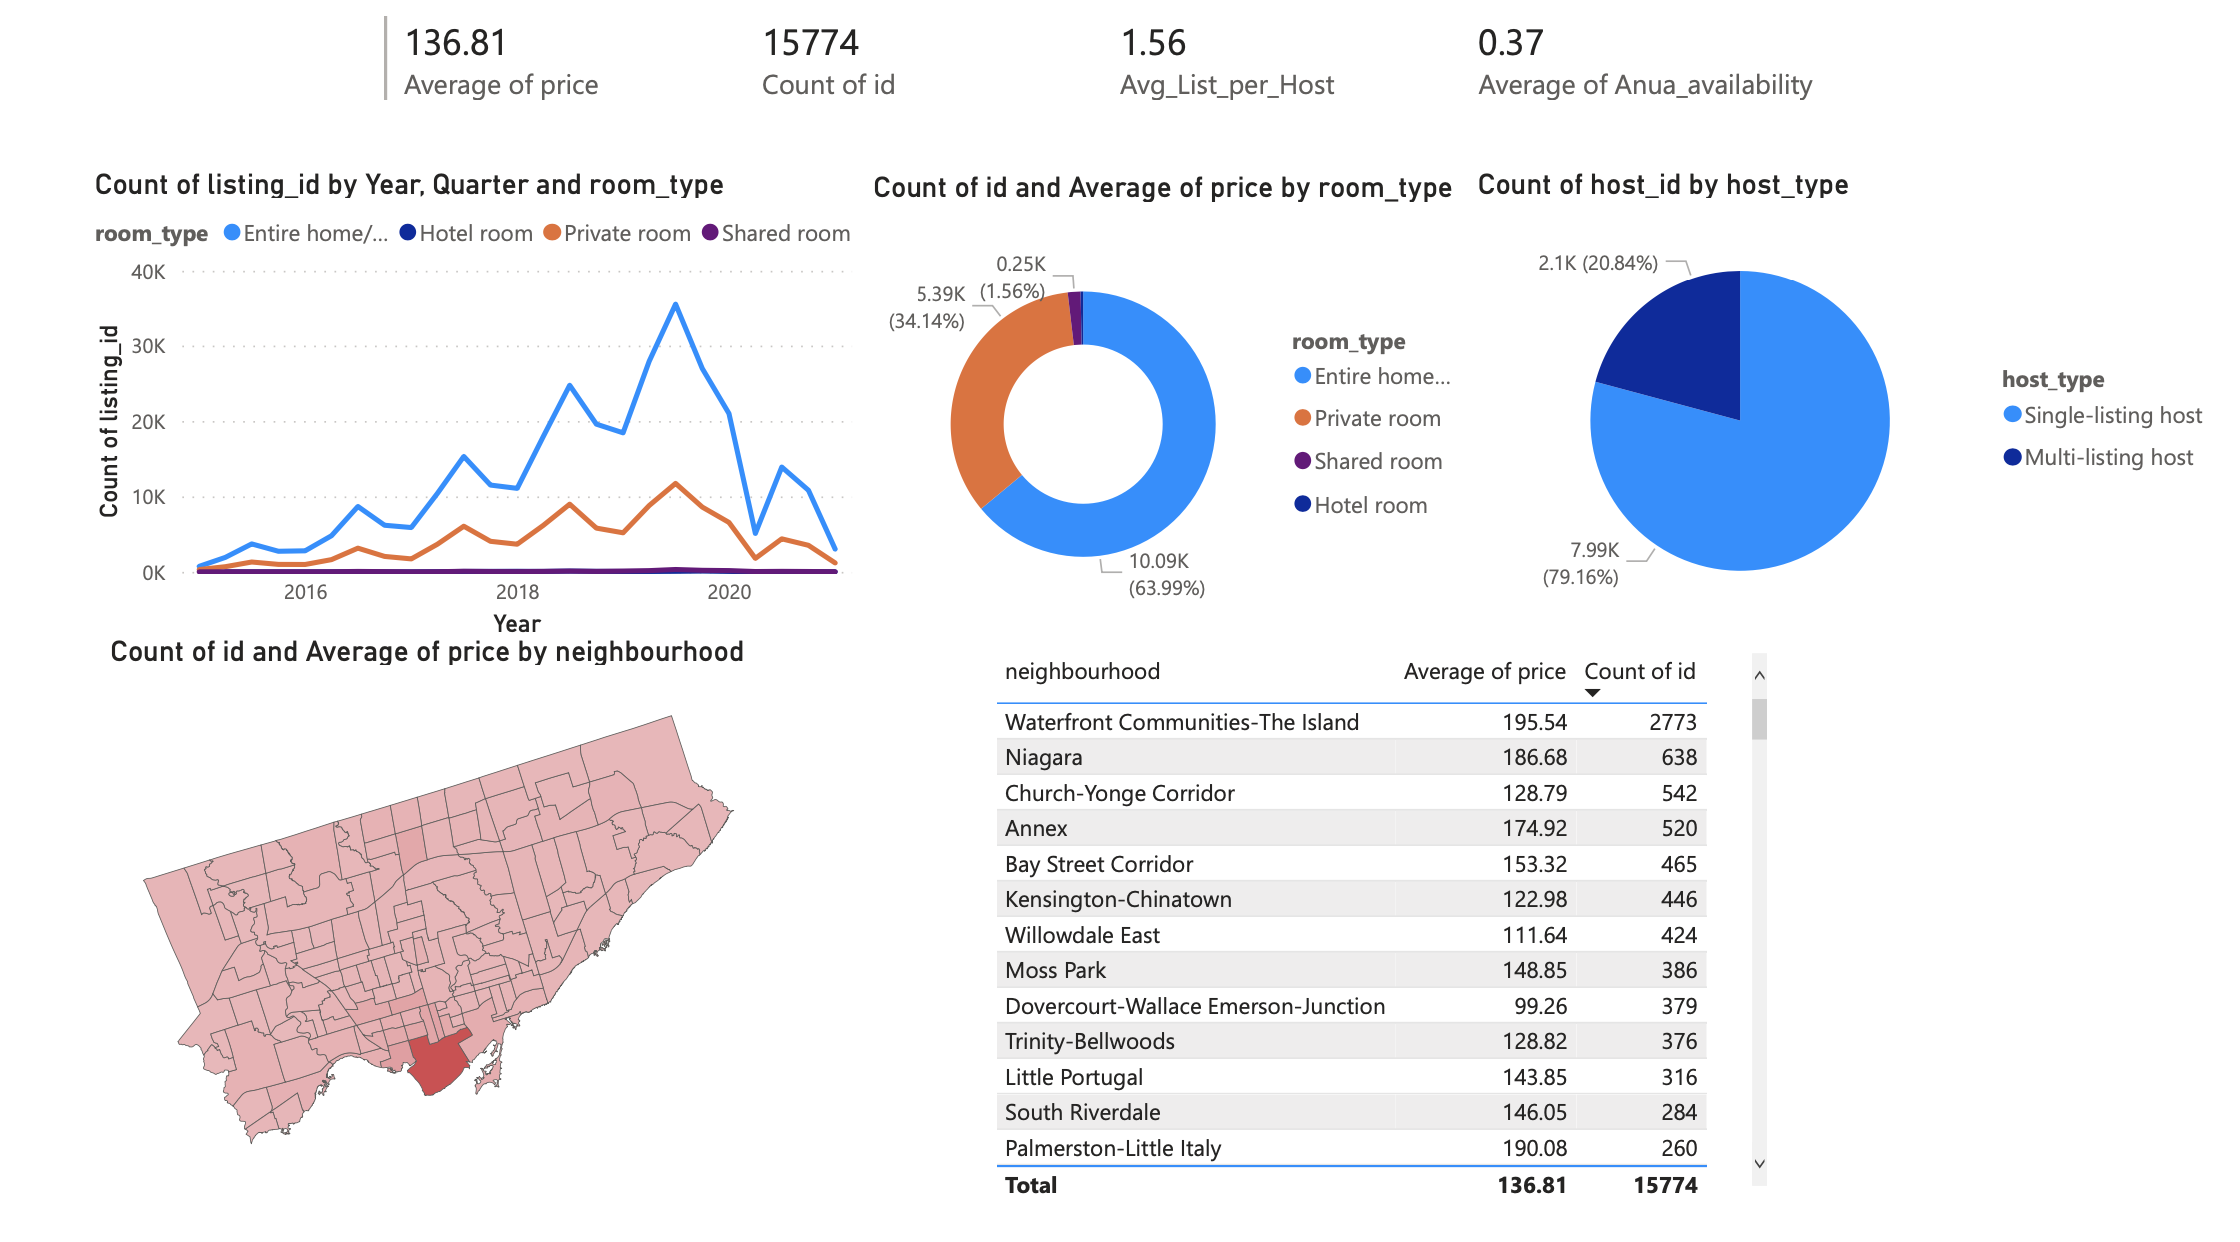 136.81
Average of price
15774
Count of id
1.56
Avg_List_per_Host
0.37
Average of Anua_availability
Count of listing_id by Year, Quarter and room_type
room_type Entire home/... Hotel room Private room Shared room
40K
30K
20K
10K
0K
Count of listing_id
2016 2018 2020
Year
Count of id and Average of price by room_type
0.25K
(1.56%)
5.39K
(34.14%)
10.09K
(63.99%)
room_type
Entire home...
Private room
Shared room
Hotel room
Count of host_id by host_type
2.1K (20.84%)
7.99K
(79.16%)
host_type
Single-listing host
Multi-listing host
Count of id and Average of price by neighbourhood
neighbourhood Average of price Count of id
Waterfront Communities-The Island 195.54 2773
Niagara 186.68 638
Church-Yonge Corridor 128.79 542
Annex 174.92 520
Bay Street Corridor 153.32 465
Kensington-Chinatown 122.98 446
Willowdale East 111.64 424
Moss Park 148.85 386
Dovercourt-Wallace Emerson-Junction 99.26 379
Trinity-Bellwoods 128.82 376
Little Portugal 143.85 316
South Riverdale 146.05 284
Palmerston-Little Italy 190.08 260
Total 136.81 15774